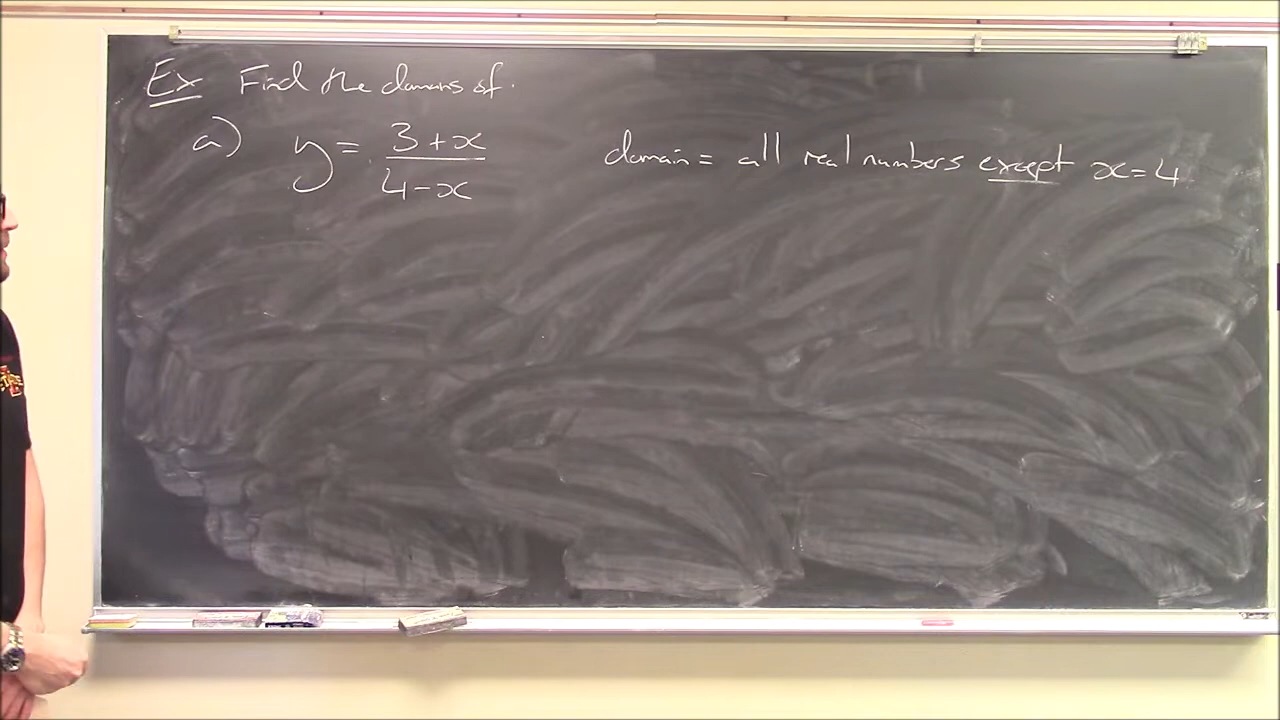 Ex Find the domains of.
a) y = 3+x / 4-x domain = all real numbers except x=4